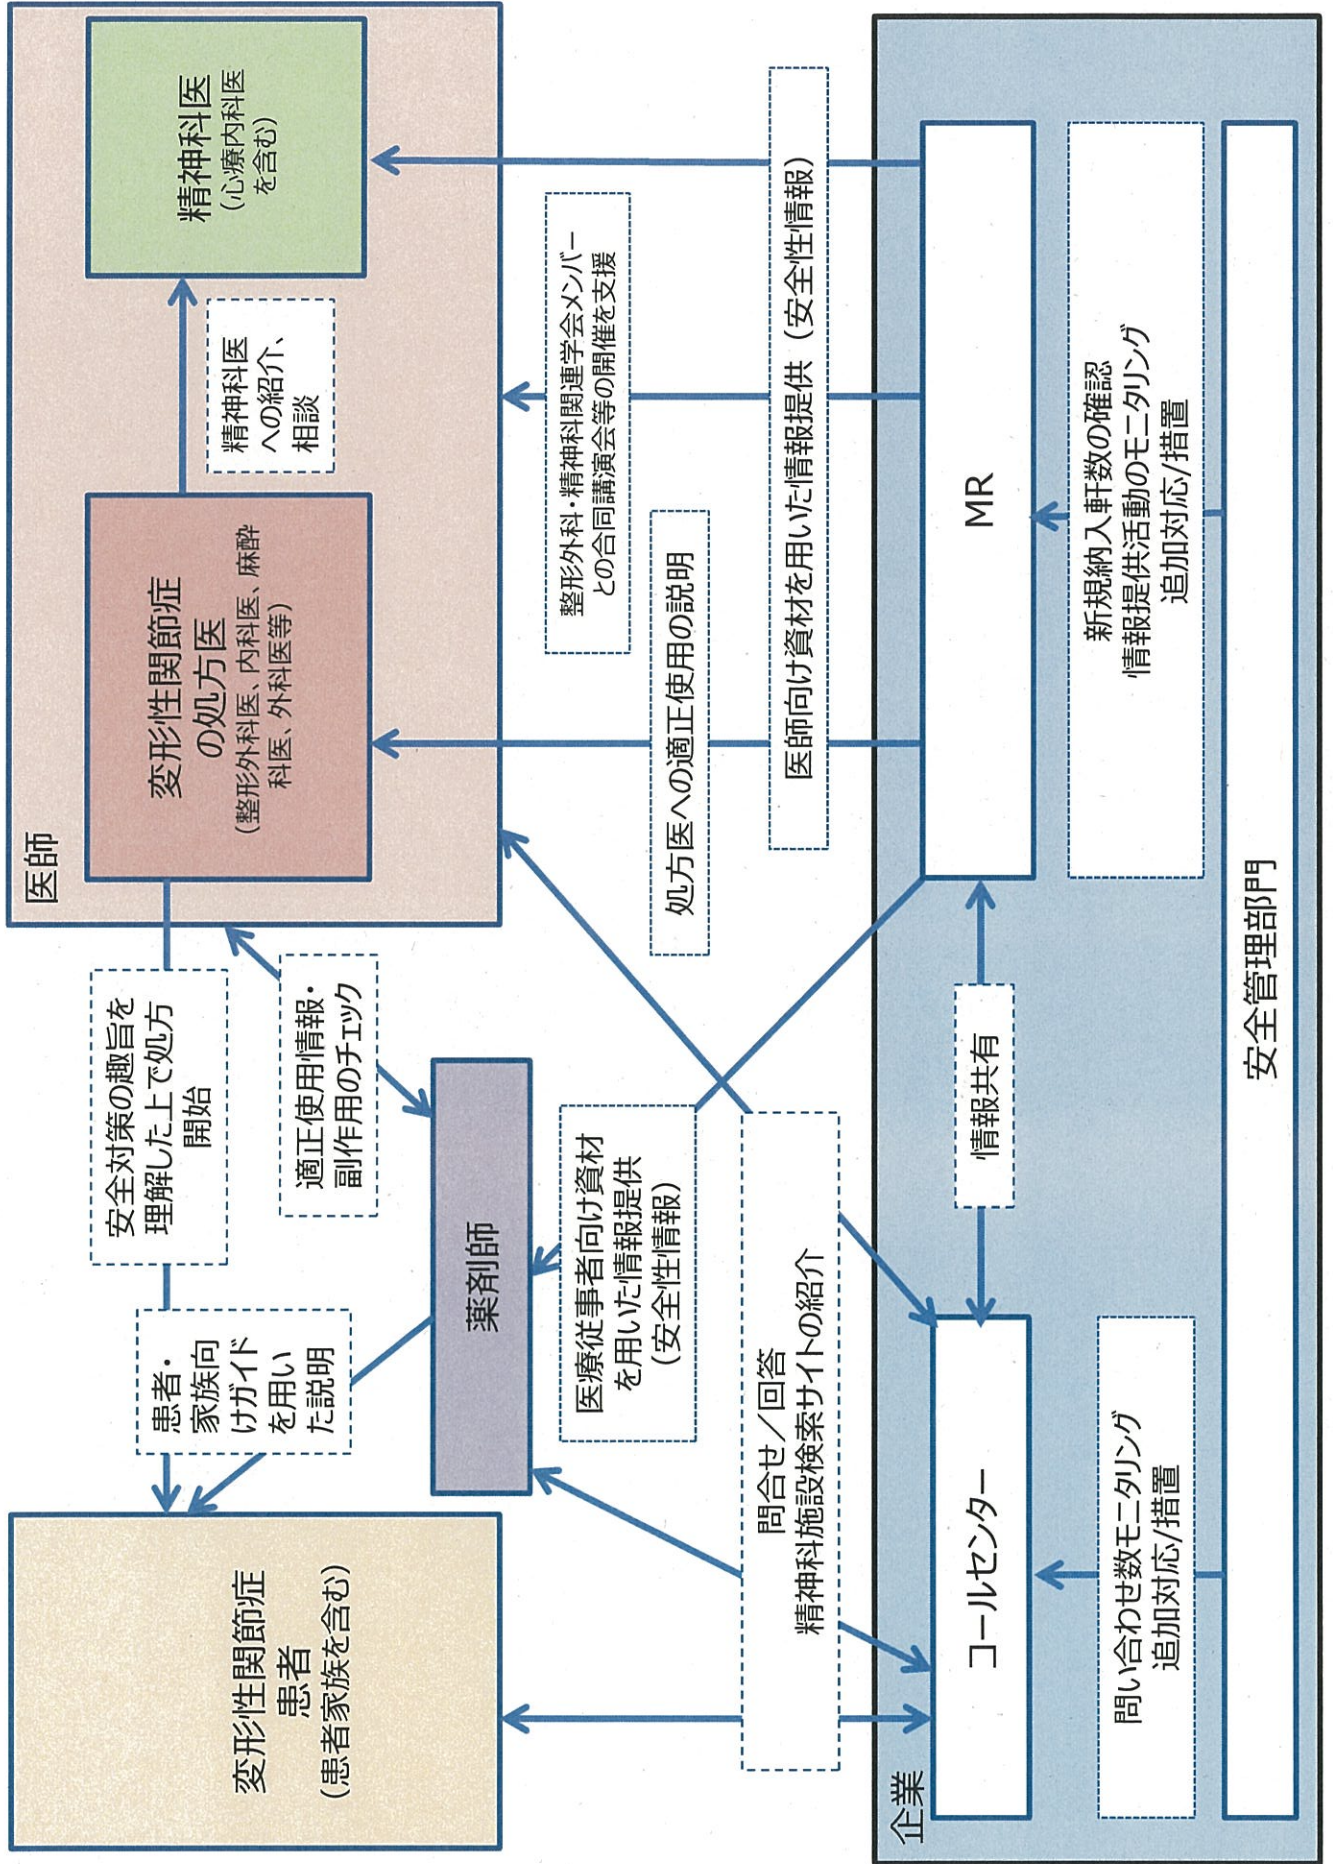 変形性関節症
患者
（患者家族を含む）
安全対策の趣旨を
理解した上で処方
開始
患者・
家族向
けガイド
を用い
た説明
医師
変形性関節症
の処方医
（整形外科医、内科医、麻酔
科医、外科医等）
精神科医
への紹介、
相談
精神科医
（心療内科医
を含む）
適正使用情報・
副作用のチェック
薬剤師
医療従事者向け資材
を用いた情報提供
（安全性情報）
整形外科・精神科関連学会メンバー
との合同講演会等の開催を支援
処方医への適正使用の説明
医師向け資材を用いた情報提供（安全性情報）
問合せ／回答
精神科施設検索サイトの紹介
企業
コールセンター
情報共有
MR
問い合わせ数モニタリング
追加対応/措置
新規納入軒数の確認
情報提供活動のモニタリング
追加対応/措置
安全管理部門